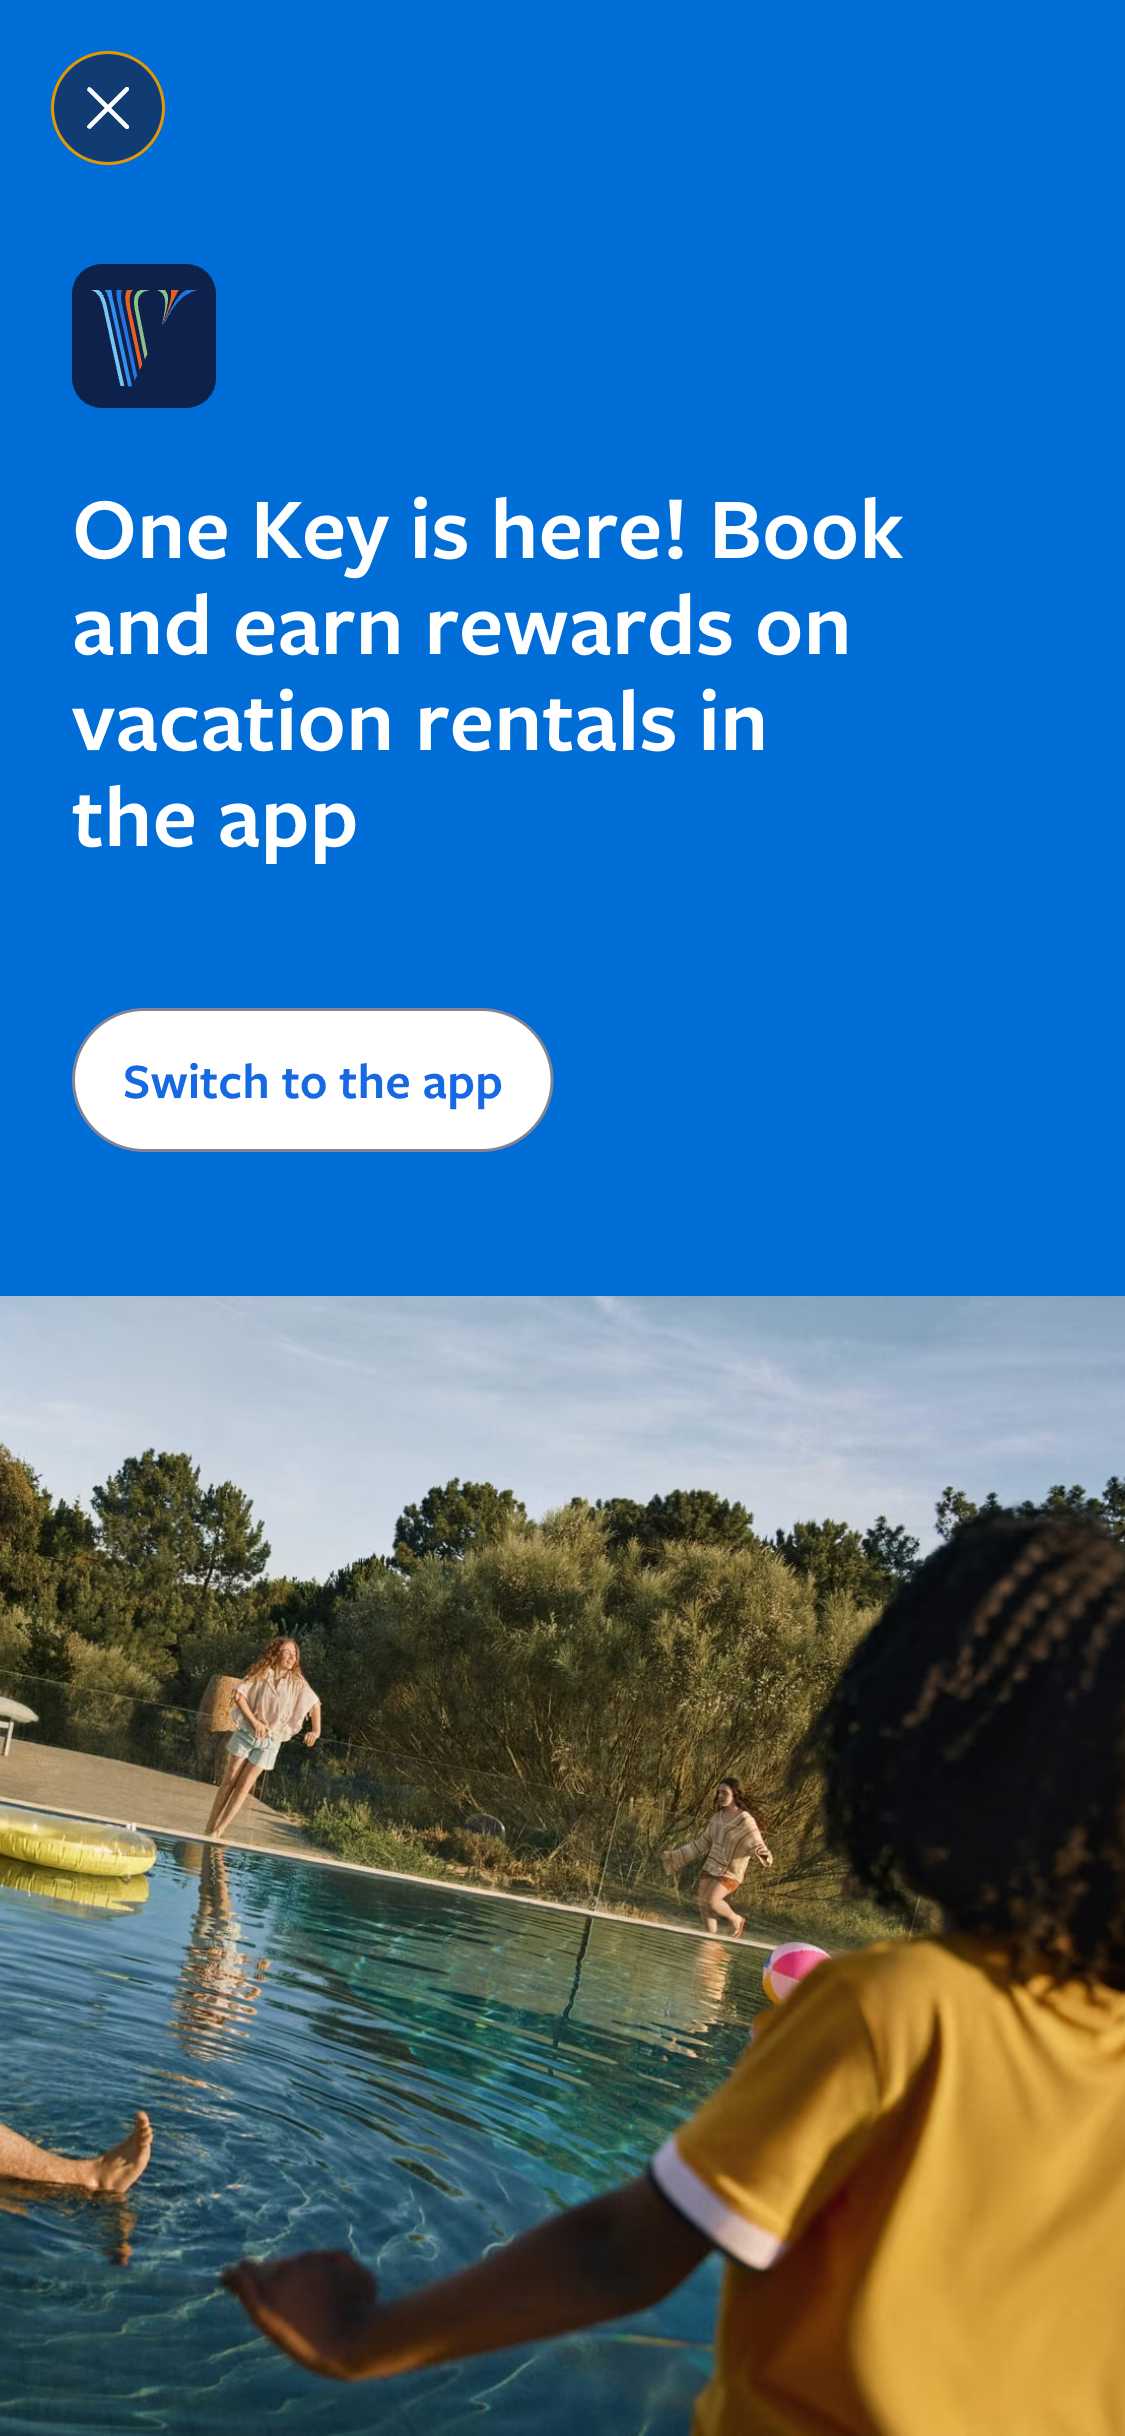 One Key is here! Book
and earn rewards on
vacation rentals in
the app
Switch to the app